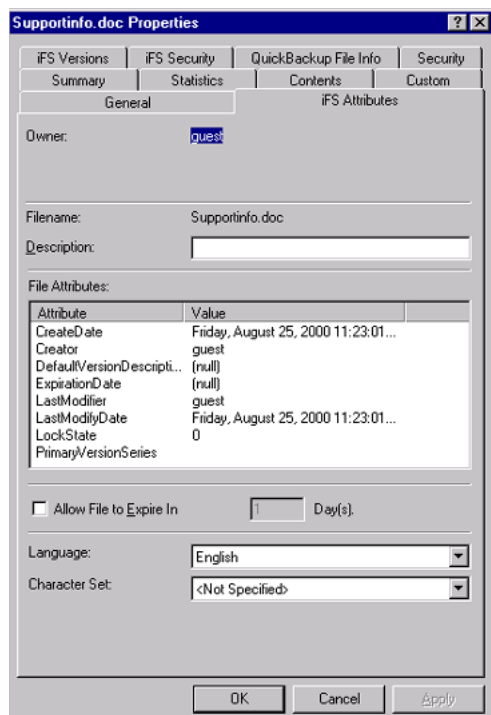 Supportinfo.doc Properties
iFS Versions iFS Security QuickBackup File Info Security
Summary Statistics Contents Custom
General iFS Attributes
Owner: guest
Filename: Supportinfo.doc
Description:
File Attributes:
Attribute Value
CreateDate Friday, August 25, 2000 11:23:01...
Creator guest
DefaultVersionDescripti... (null)
ExpirationDate (null)
LastModifier guest
LastModifyDate Friday, August 25, 2000 11:23:01...
LockState 0
PrimaryVersionSeries
Allow File to Expire In 1 Day(s).
Language: English
Character Set: <Not Specified>
OK Cancel Apply